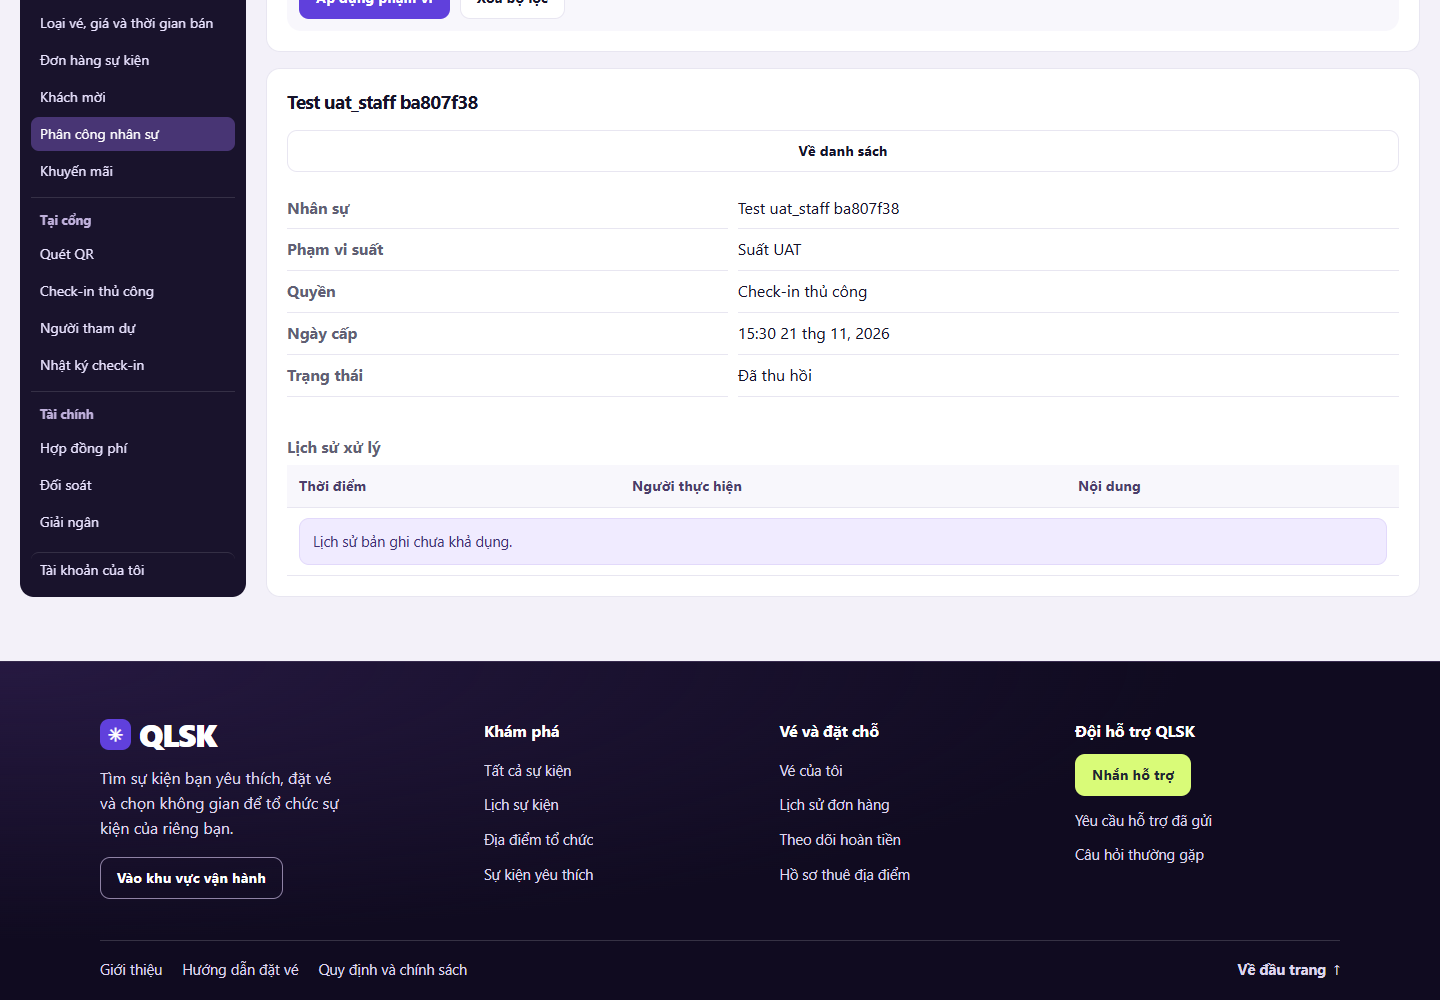 Loại vé, giá và thời gian bán
Đơn hàng sự kiện
Khách mời
Phân công nhân sự
Khuyến mãi
Tại cổng
Quét QR
Check-in thủ công
Người tham dự
Nhật ký check-in
Tài chính
Hợp đồng phí
Đối soát
Giải ngân
Tài khoản của tôi
Áp dụng phạm vi
Xoá bộ lọc
Test uat_staff ba807f38
Về danh sách
Nhân sự
Test uat_staff ba807f38
Phạm vi suất
Suất UAT
Quyền
Check-in thủ công
Ngày cấp
15:30 21 thg 11, 2026
Trạng thái
Đã thu hồi
Lịch sử xử lý
Thời điểm
Người thực hiện
Nội dung
Lịch sử bản ghi chưa khả dụng.
QLSK
Tìm sự kiện bạn yêu thích, đặt vé
và chọn không gian để tổ chức sự
kiện của riêng bạn.
Vào khu vực vận hành
Khám phá
Tất cả sự kiện
Lịch sự kiện
Địa điểm tổ chức
Sự kiện yêu thích
Vé và đặt chỗ
Vé của tôi
Lịch sử đơn hàng
Theo dõi hoàn tiền
Hồ sơ thuê địa điểm
Đội hỗ trợ QLSK
Nhắn hỗ trợ
Yêu cầu hỗ trợ đã gửi
Câu hỏi thường gặp
Giới thiệu
Hướng dẫn đặt vé
Quy định và chính sách
Về đầu trang ↑